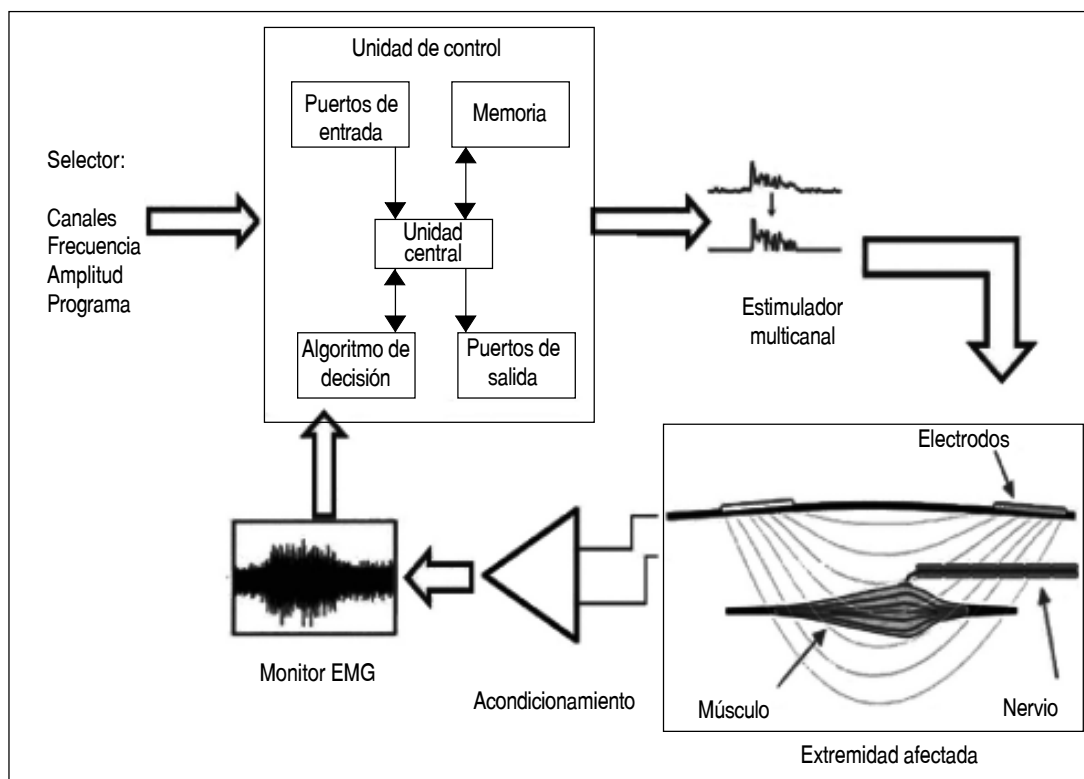 Unidad de control
Puertos de
entrada
Memoria
Selector:
Canales
Frecuencia
Amplitud
Programa
Unidad
central
Algoritmo de
decisión
Puertos de
salida
Estimulador
multicanal
Electrodos
Monitor EMG
Acondicionamiento
Músculo
Nervio
Extremidad afectada